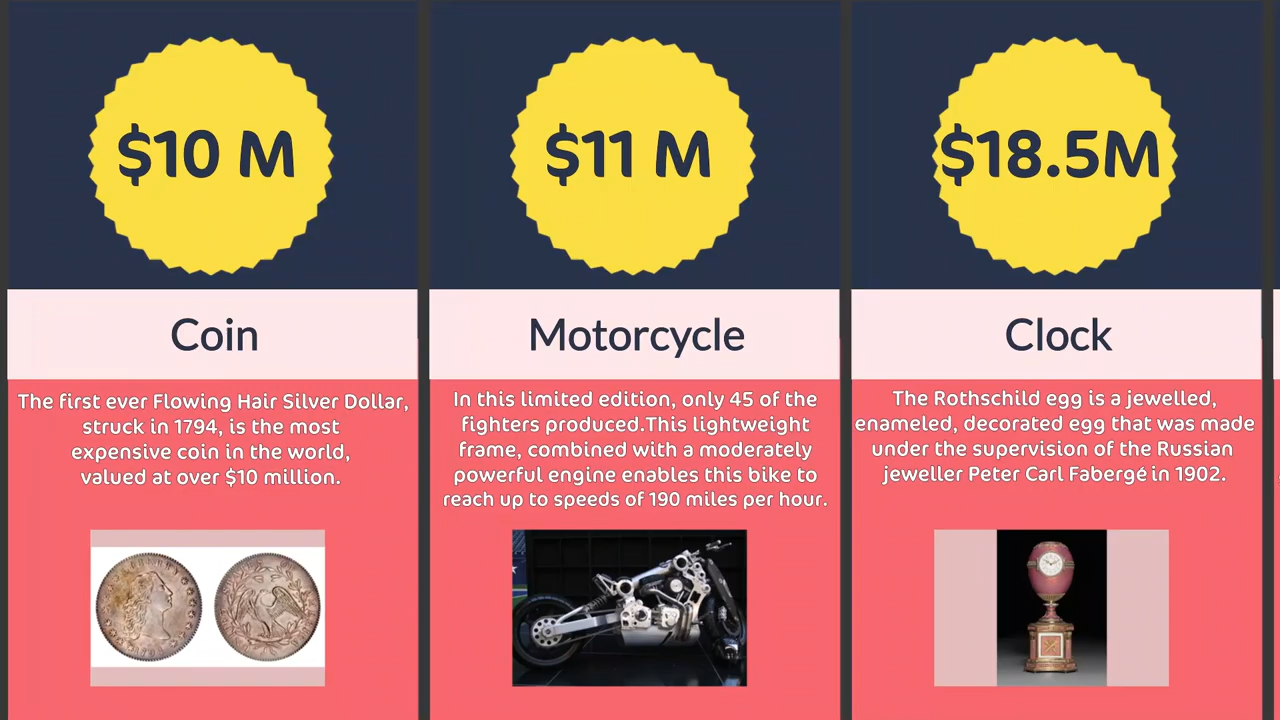 $10 M
Coin
The first ever Flowing Hair Silver Dollar,
struck in 1794, is the most
expensive coin in the world,
valued at over $10 million.
$11 M
Motorcycle
In this limited edition, only 45 of the
fighters produced.This lightweight
frame, combined with a moderately
powerful engine enables this bike to
reach up to speeds of 190 miles per hour.
$18.5M
Clock
The Rothschild egg is a jewelled,
enameled, decorated egg that was made
under the supervision of the Russian
jeweller Peter Carl Fabergé in 1902.